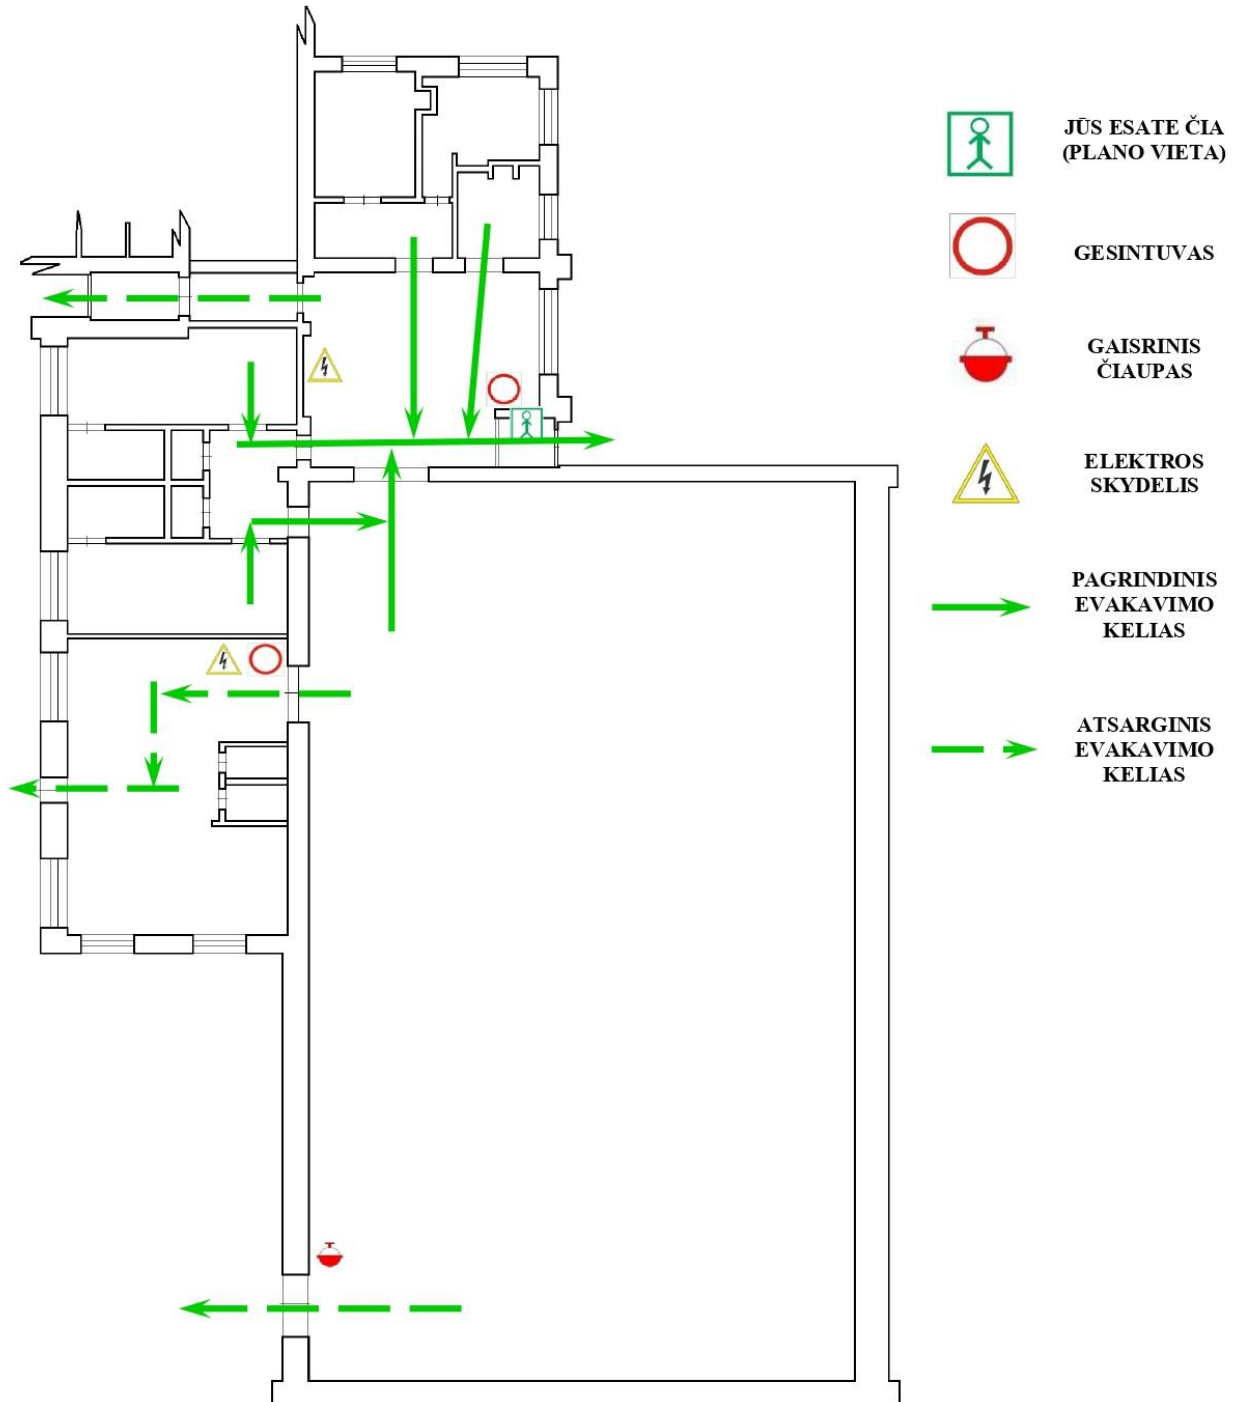 JŪS ESATE ČIA
(PLANO VIETA)
GESINTUVAS
GAISRINIS
ČIAUPAS
ELEKTROS
SKYDELIS
PAGRINDINIS
EVAKAVIMO
KELIAS
ATSARGINIS
EVAKAVIMO
KELIAS